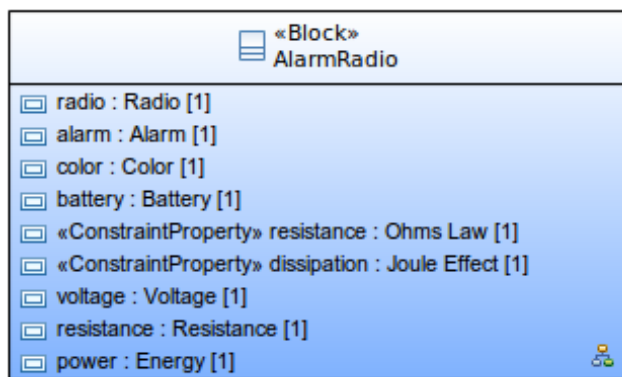 «Block»
AlarmRadio
radio : Radio [1]
alarm : Alarm [1]
color : Color [1]
battery : Battery [1]
«ConstraintProperty» resistance : Ohms Law [1]
«ConstraintProperty» dissipation : Joule Effect [1]
voltage : Voltage [1]
resistance : Resistance [1]
power : Energy [1]